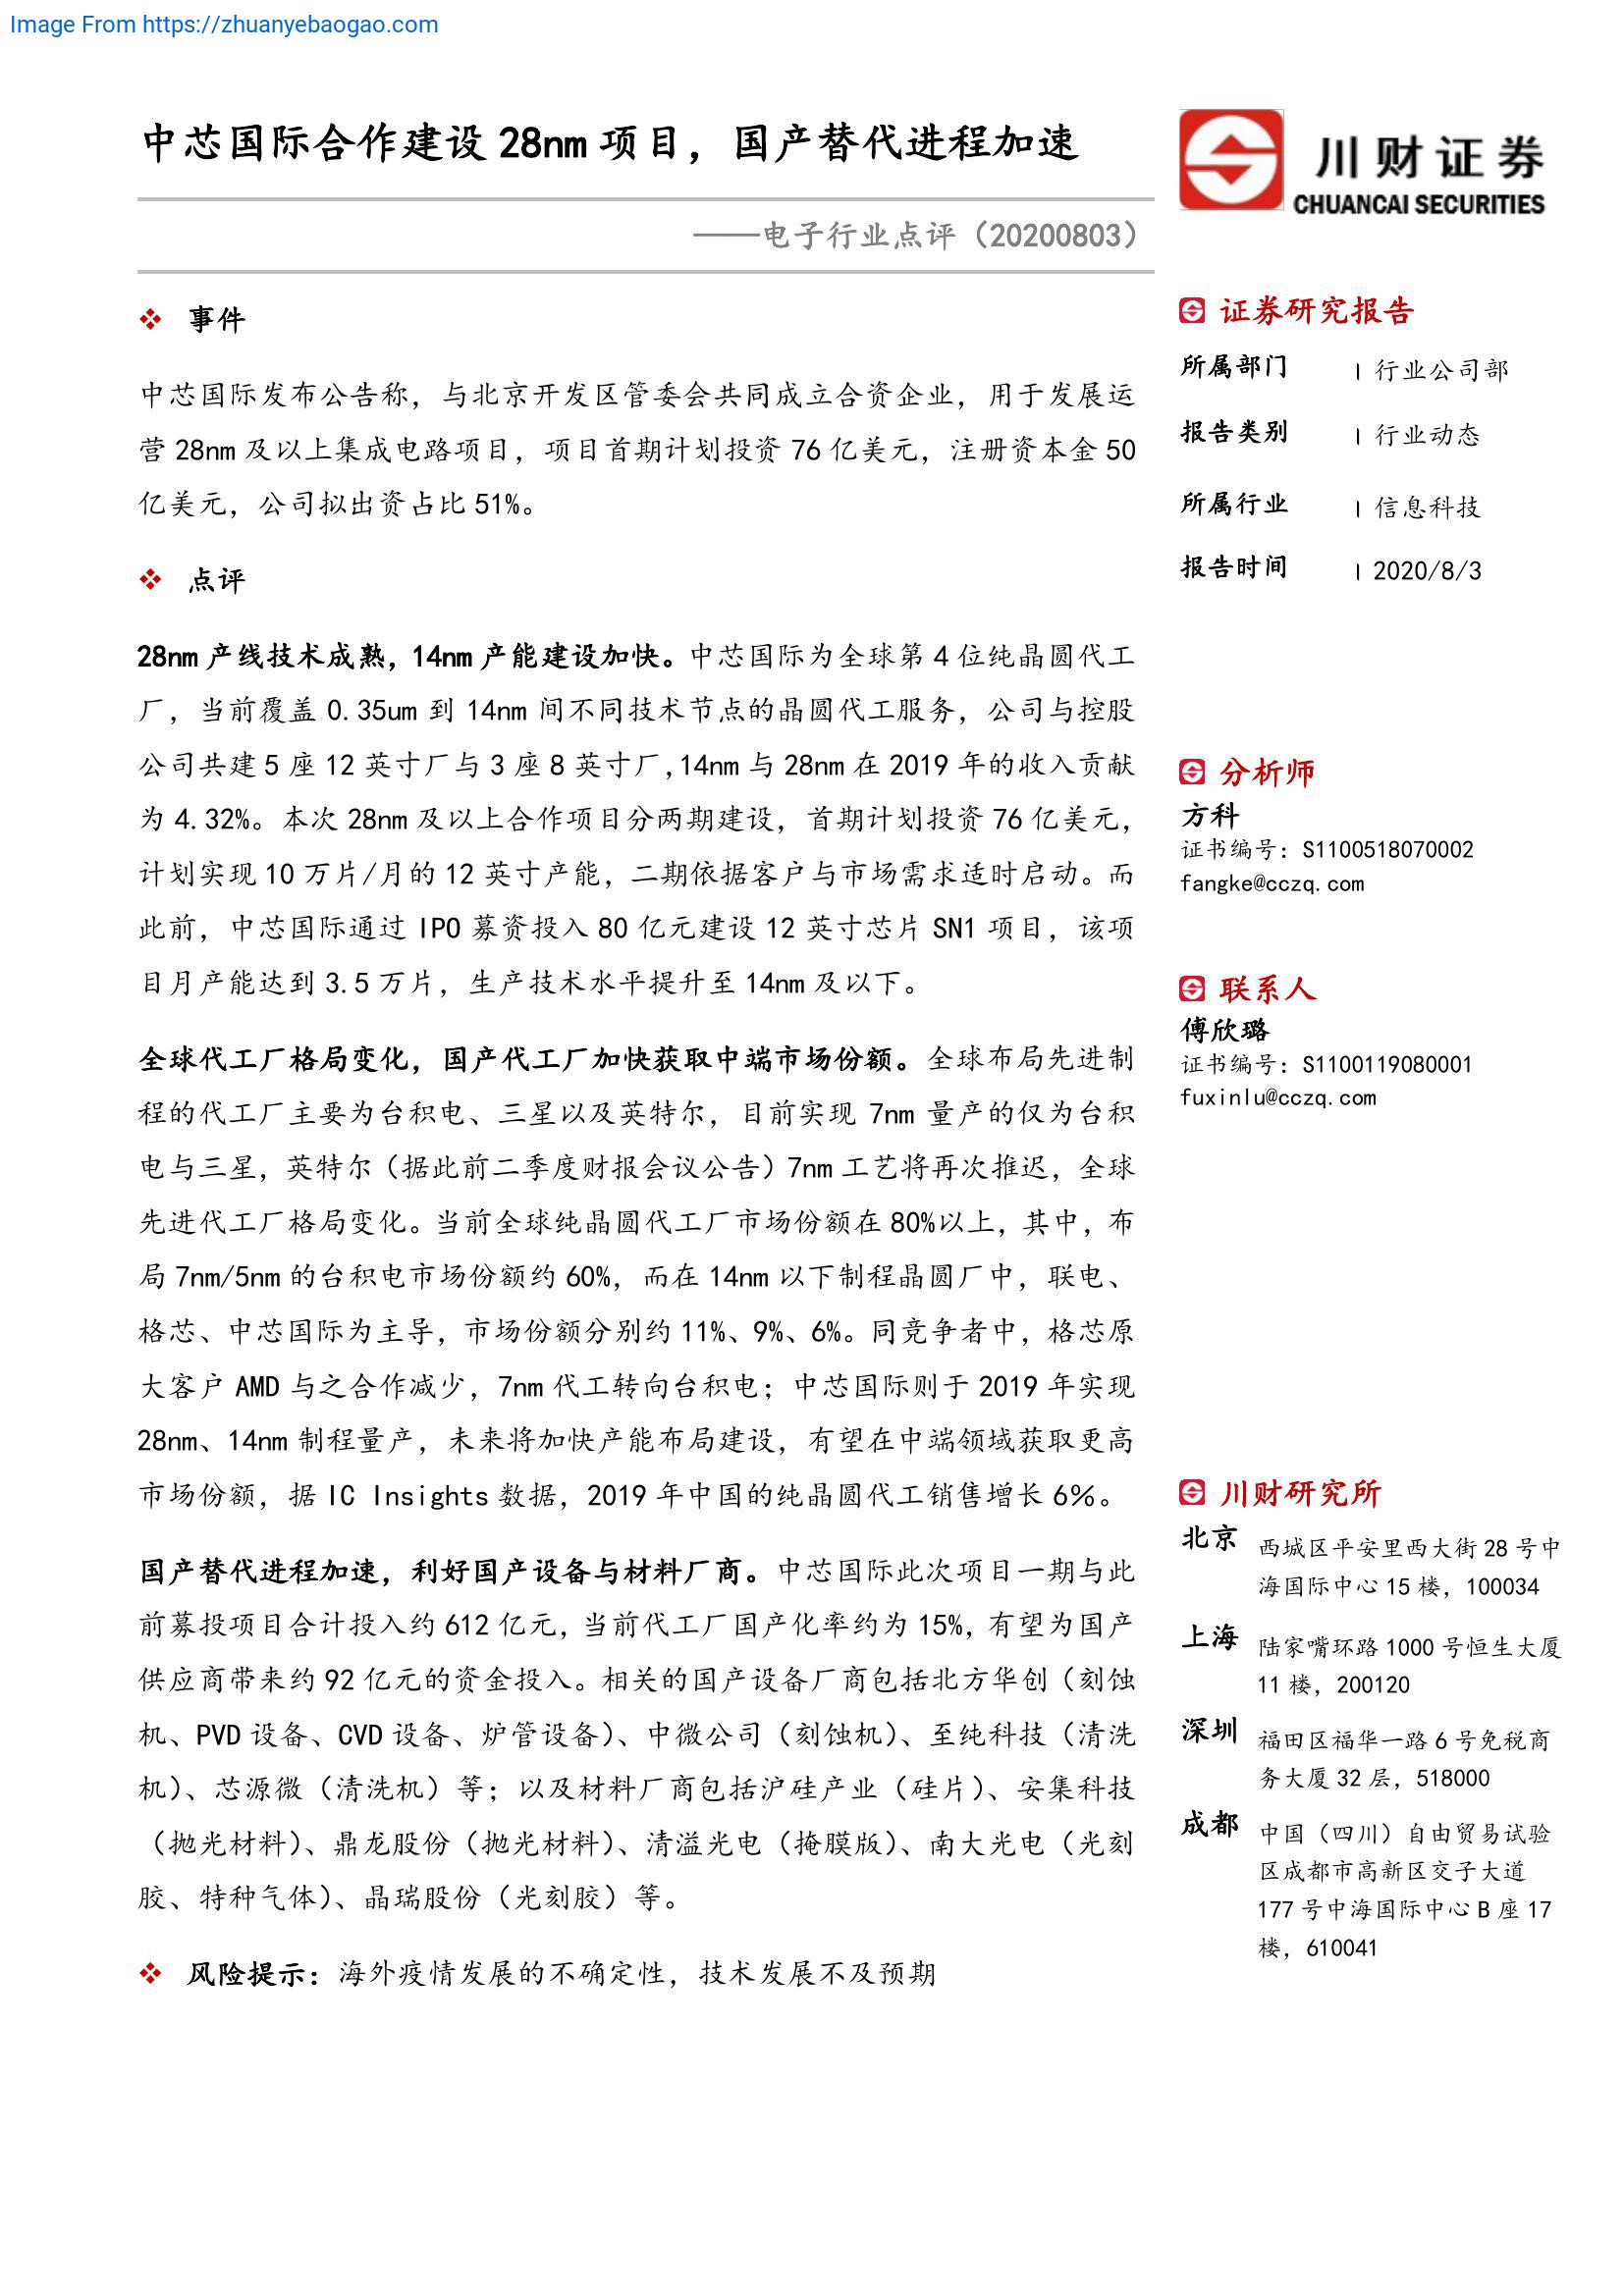 Image From https://zhuanyebaogao.com
中芯国际合作建设 28nm 项目，国产替代进程加速
——电子行业点评（20200803）
川财证券
CHUANCAI SECURITIES
❖ 事件
中芯国际发布公告称，与北京开发区管委会共同成立合资企业，用于发展运
营 28nm 及以上集成电路项目，项目首期计划投资 76 亿美元，注册资本金 50
亿美元，公司拟出资占比 51%。
❖ 点评
28nm 产线技术成熟，14nm 产能建设加快。中芯国际为全球第 4 位纯晶圆代工
厂，当前覆盖 0.35um 到 14nm 间不同技术节点的晶圆代工服务，公司与控股
公司共建 5 座 12 英寸厂与 3 座 8 英寸厂,14nm 与 28nm 在 2019 年的收入贡献
为 4.32%。本次 28nm 及以上合作项目分两期建设，首期计划投资 76 亿美元，
计划实现 10 万片/月的 12 英寸产能，二期依据客户与市场需求适时启动。而
此前，中芯国际通过 IPO 募资投入 80 亿元建设 12 英寸芯片 SN1 项目，该项
目月产能达到 3.5 万片，生产技术水平提升至 14nm 及以下。
全球代工厂格局变化，国产代工厂加快获取中端市场份额。全球布局先进制
程的代工厂主要为台积电、三星以及英特尔，目前实现 7nm 量产的仅为台积
电与三星，英特尔（据此前二季度财报会议公告）7nm 工艺将再次推迟，全球
先进代工厂格局变化。当前全球纯晶圆代工厂市场份额在 80%以上，其中，布
局 7nm/5nm 的台积电市场份额约 60%，而在 14nm 以下制程晶圆厂中，联电、
格芯、中芯国际为主导，市场份额分别约 11%、9%、6%。同竞争者中，格芯原
大客户 AMD 与之合作减少，7nm 代工转向台积电；中芯国际则于 2019 年实现
28nm、14nm 制程量产，未来将加快产能布局建设，有望在中端领域获取更高
市场份额，据 IC Insights 数据，2019 年中国的纯晶圆代工销售增长 6％。
国产替代进程加速，利好国产设备与材料厂商。中芯国际此次项目一期与此
前募投项目合计投入约 612 亿元，当前代工厂国产化率约为 15%，有望为国产
供应商带来约 92 亿元的资金投入。相关的国产设备厂商包括北方华创（刻蚀
机、PVD 设备、CVD 设备、炉管设备）、中微公司（刻蚀机）、至纯科技（清洗
机）、芯源微（清洗机）等；以及材料厂商包括沪硅产业（硅片）、安集科技
（抛光材料）、鼎龙股份（抛光材料）、清溢光电（掩膜版）、南大光电（光刻
胶、特种气体）、晶瑞股份（光刻胶）等。
❖ 风险提示：海外疫情发展的不确定性，技术发展不及预期
证券研究报告
所属部门 | 行业公司部
报告类别 | 行业动态
所属行业 | 信息科技
报告时间 | 2020/8/3
分析师
方科
证书编号：S1100518070002
fangke@cczq.com
联系人
傅欣璐
证书编号：S1100119080001
fuxinlu@cczq.com
川财研究所
北京 西城区平安里西大街 28 号中
海国际中心 15 楼，100034
上海 陆家嘴环路 1000 号恒生大厦
11 楼，200120
深圳 福田区福华一路 6 号免税商
务大厦 32 层，518000
成都 中国（四川）自由贸易试验
区成都市高新区交子大道
177 号中海国际中心 B 座 17
楼，610041